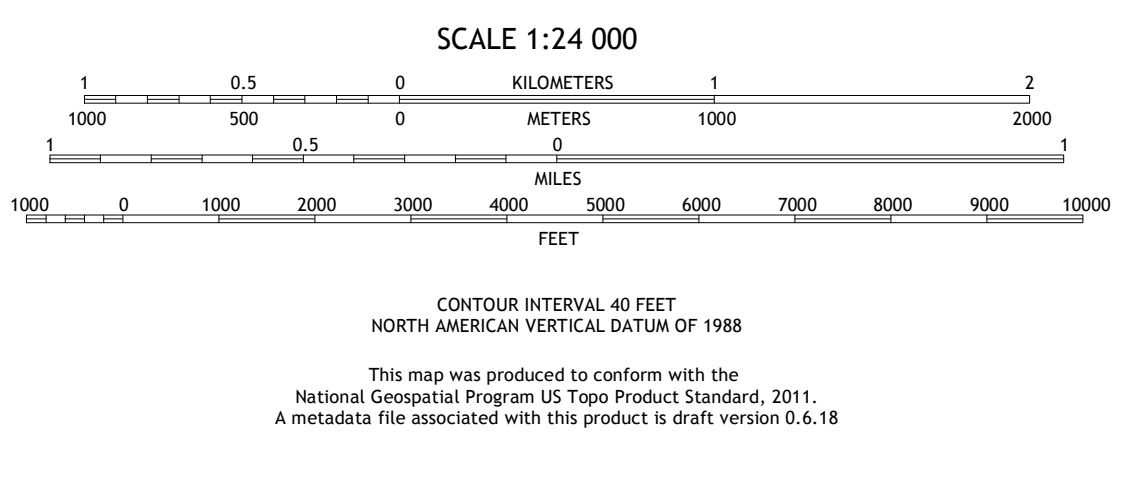 SCALE 1:24 000
1 0.5 0 KILOMETERS 1 2
1000 500 0 METERS 1000 2000
1 0.5 0 1
MILES
1000 0 1000 2000 3000 4000 5000 6000 7000 8000 9000 10000
FEET
CONTOUR INTERVAL 40 FEET
NORTH AMERICAN VERTICAL DATUM OF 1988
This map was produced to conform with the
National Geospatial Program US Topo Product Standard, 2011.
A metadata file associated with this product is draft version 0.6.18